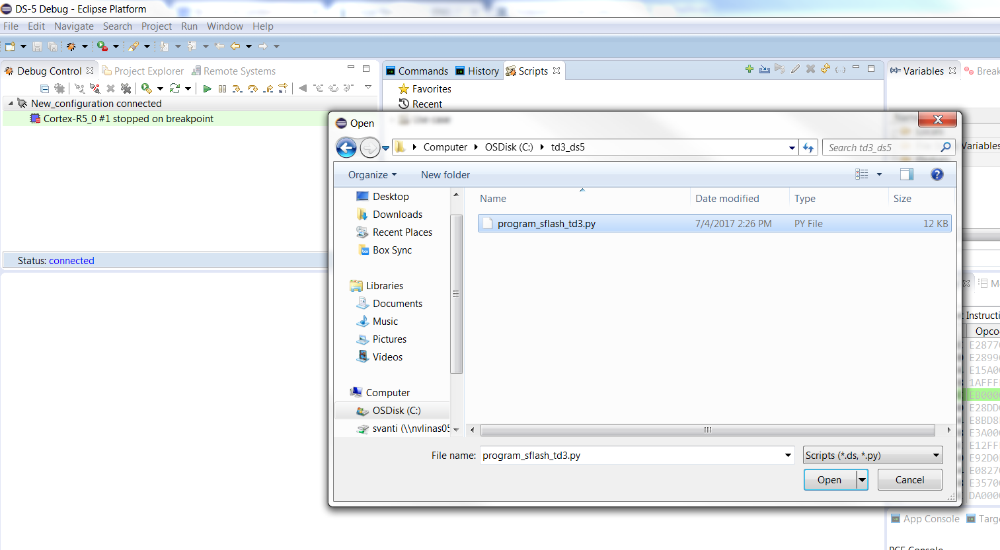 DS-5 Debug - Eclipse Platform
File Edit Navigate Search Project Run Window Help
Debug Control Project Explorer Remote Systems
New_configuration connected
Cortex-R5_0 #1 stopped on breakpoint
Status: connected
Commands History Scripts
Favorites
Recent
Use case
(x)= Variables Break
Variables
Open
Computer OSDisk (C:) td3_ds5
Search td3_ds5
Organize New folder
Desktop
Downloads
Recent Places
Box Sync
Libraries
Documents
Music
Pictures
Videos
Computer
OSDisk (C:)
svanti (\\nvlinas05
Name Date modified Type Size
program_sflash_td3.py 7/4/2017 2:26 PM PY File 12 KB
File name: program_sflash_td3.py Scripts (*.ds, *.py)
Open Cancel
Instructi
Opco
E2877
E2899
E15A0
1AFFF
EB000
E28DD
E8BD8
E3A00
E12FF
E92D0
E0827
E3570
DA000
App Console Targ